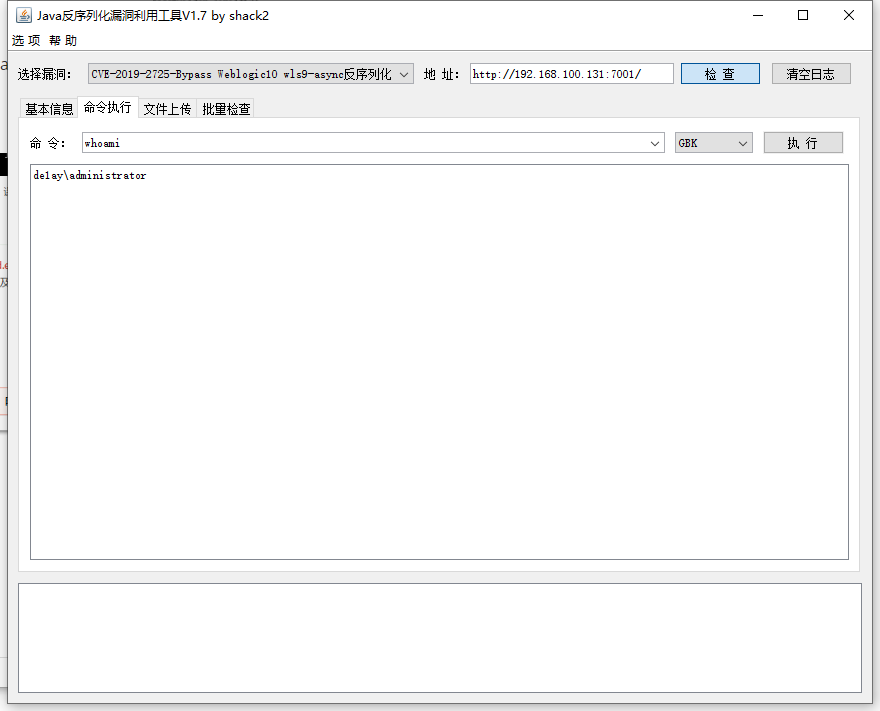 Java反序列化漏洞利用工具V1.7 by shack2
选项 帮助
选择漏洞: CVE-2019-2725-Bypass Weblogic10 wls9-async反序列化 地 址: http://192.168.100.131:7001/ 检 查 清空日志
基本信息 命令执行 文件上传 批量检查
命 令: whoami GBK 执 行
delay\administrator